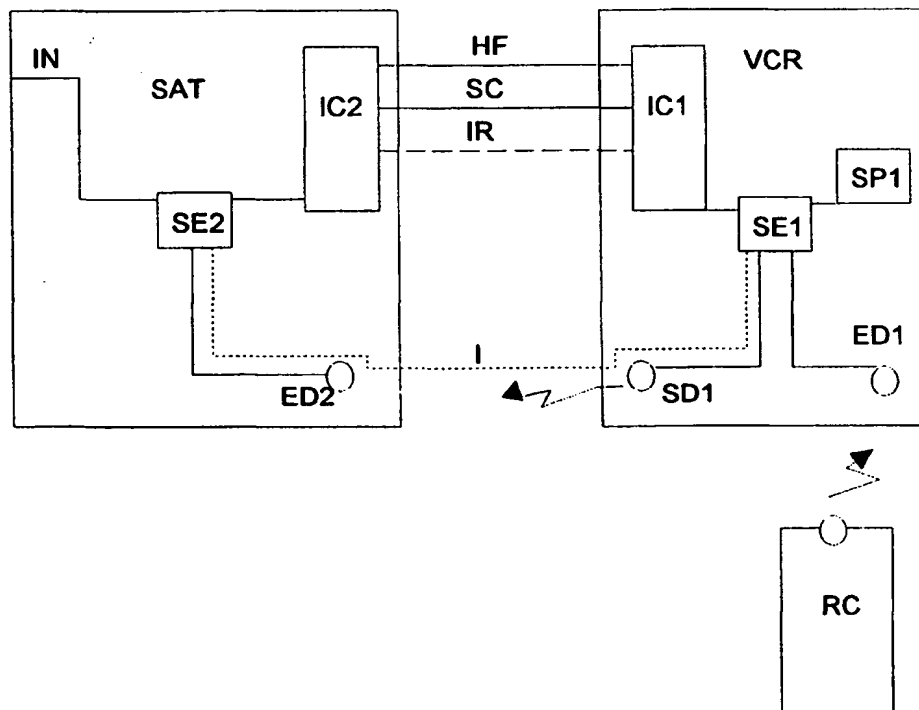 HF
IN
VCR
SAT
SC
IC2
IC1
IR
SP1
SE2
SE1
I
ED1
ED2
SD1
RC